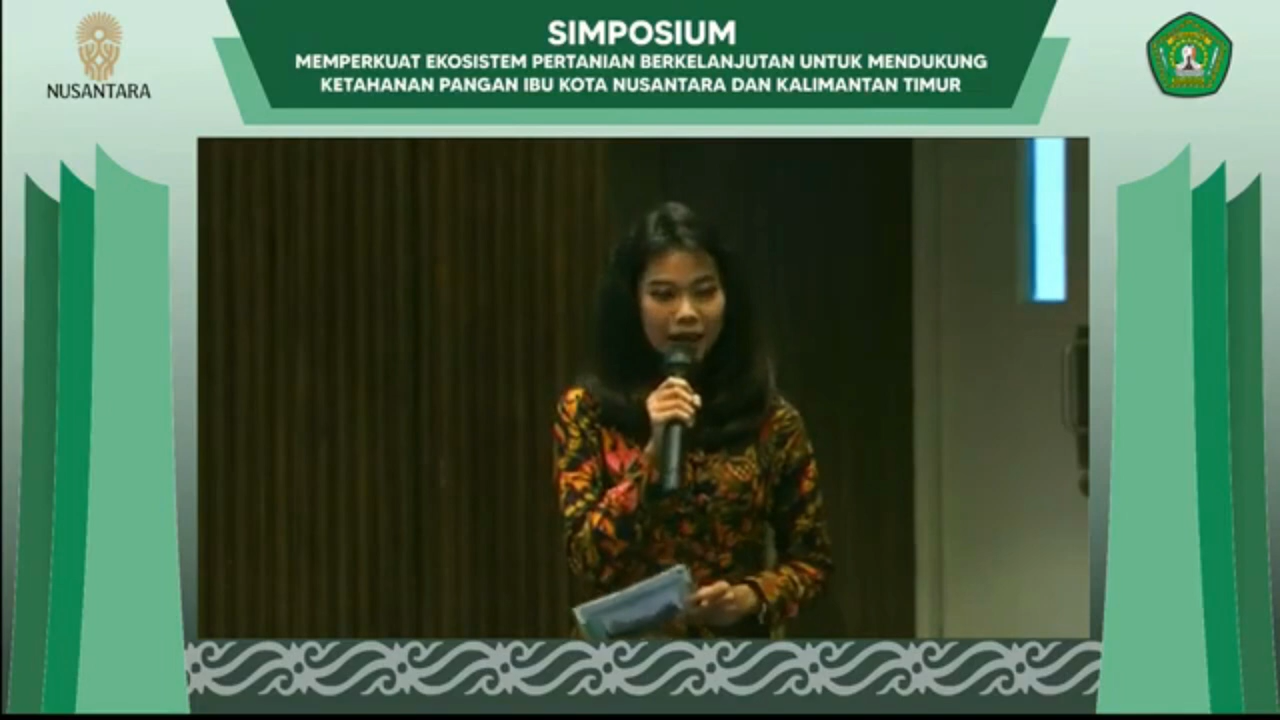 SIMPOSIUM
MEMPERKUAT EKOSISTEM PERTANIAN BERKELANJUTAN UNTUK MENDUKUNG
KETAHANAN PANGAN IBU KOTA NUSANTARA DAN KALIMANTAN TIMUR
NUSANTARA